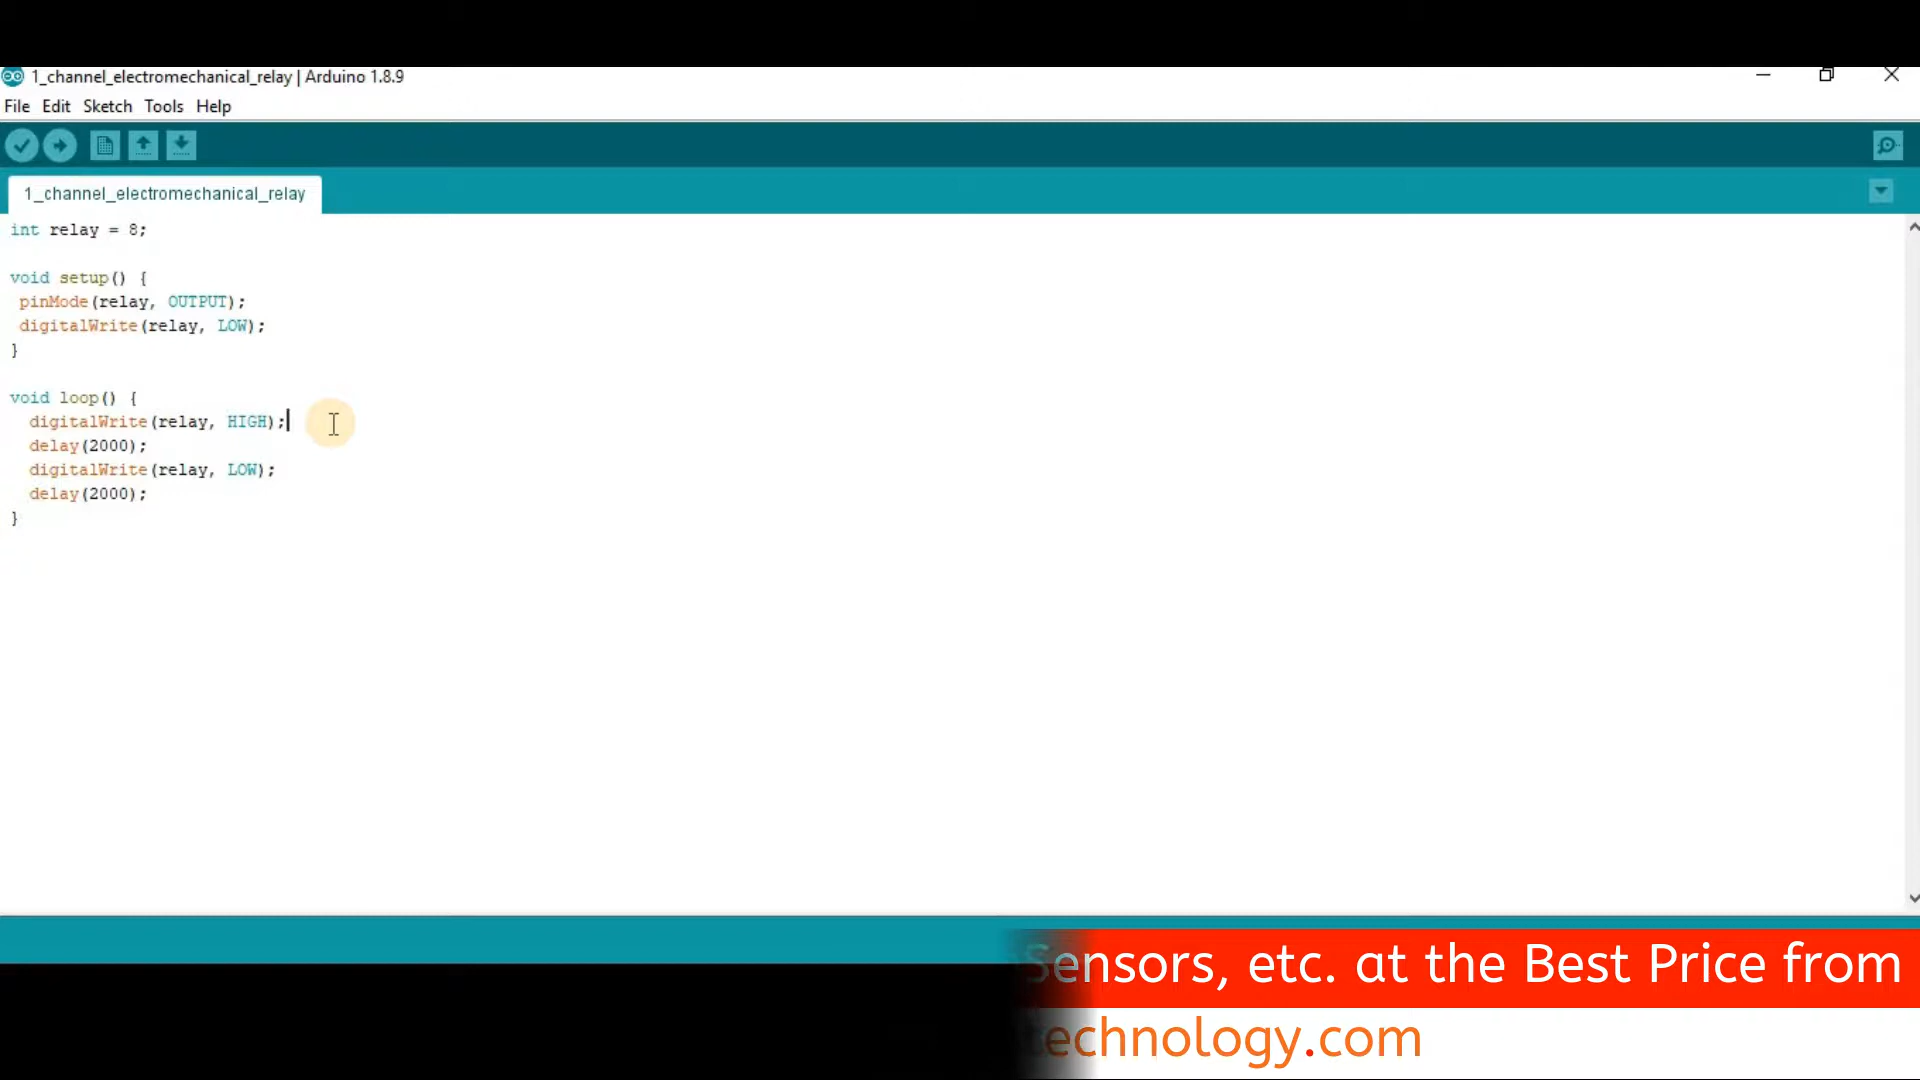 1_channel_electromechanical_relay | Arduino 1.8.9
File Edit Sketch Tools Help
1_channel_electromechanical_relay
int relay = 8;
void setup() {
pinMode(relay, OUTPUT);
digitalWrite(relay, LOW);
}
void loop() {
digitalWrite(relay, HIGH);
delay(2000);
digitalWrite(relay, LOW);
delay(2000);
}
Sensors, etc. at the Best Price from
technology.com